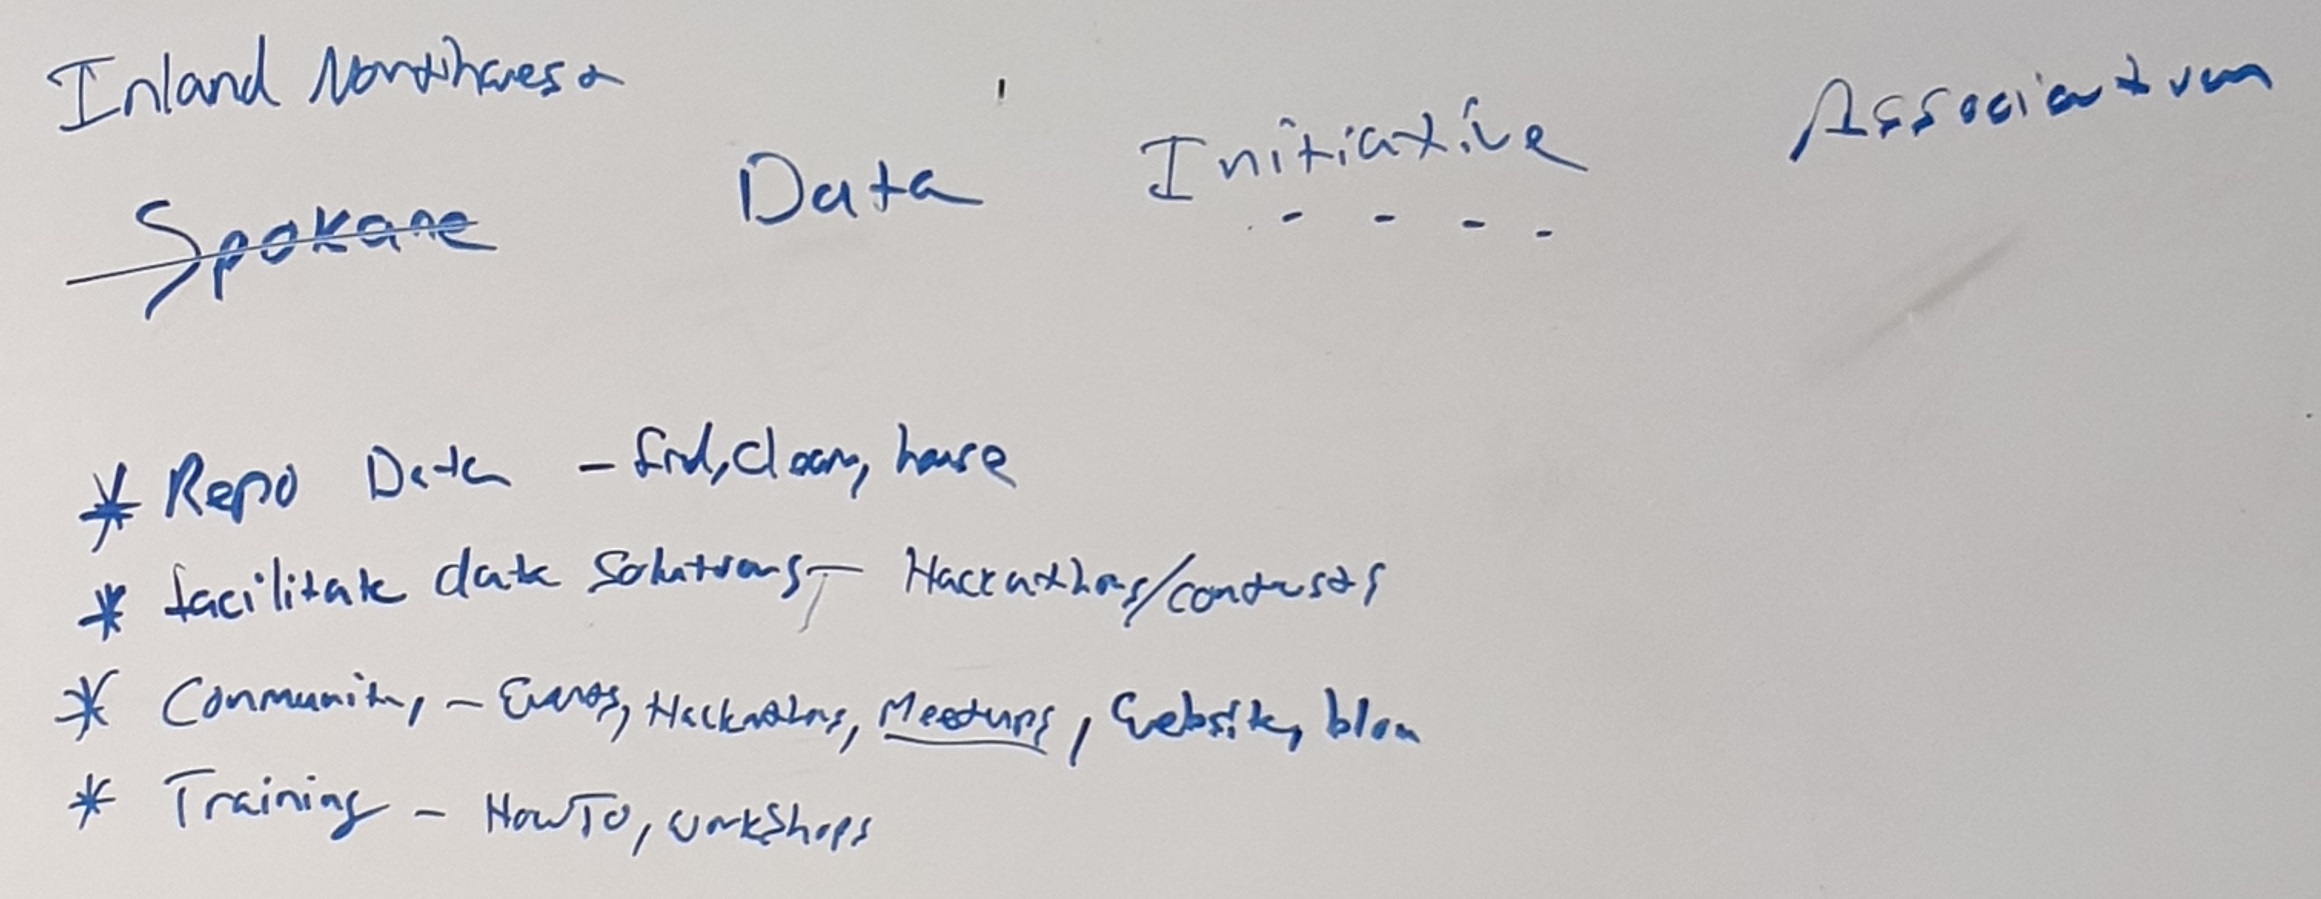 Inland Northwest
Spokane Data Initiative Association
* Repo Data - find, clean, house
* facilitate data solutions - Hackathons/contests
* Community - Events, Hackathons, Meetups, website, blog
* Training - HowTo, workshops